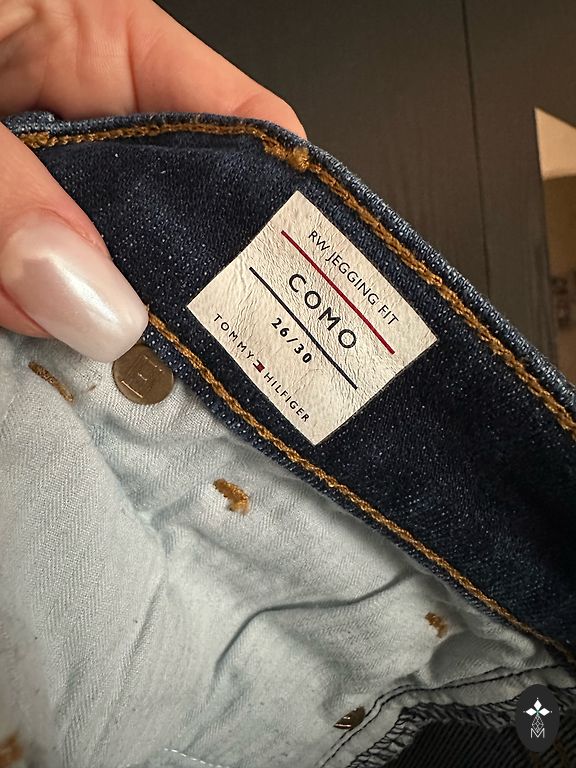 RW JEGGING FIT
COMO
26/30
TOMMY HILFIGER